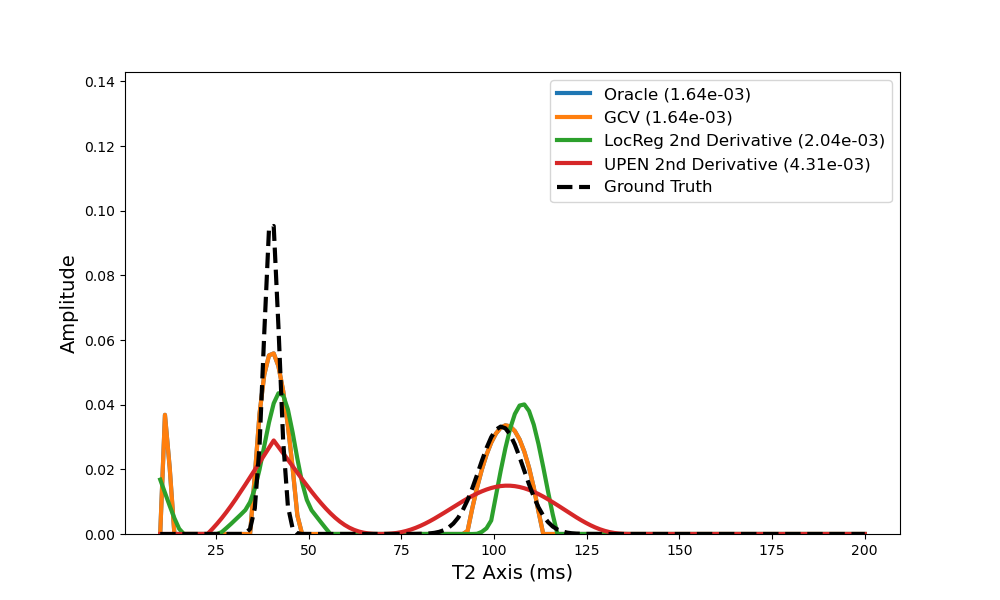 0.14
0.12
0.10
0.08
0.06
0.04
0.02
0.00
Amplitude
Oracle (1.64e-03)
GCV (1.64e-03)
LocReg 2nd Derivative (2.04e-03)
UPEN 2nd Derivative (4.31e-03)
Ground Truth
25 50 75 100 125 150 175 200
T2 Axis (ms)